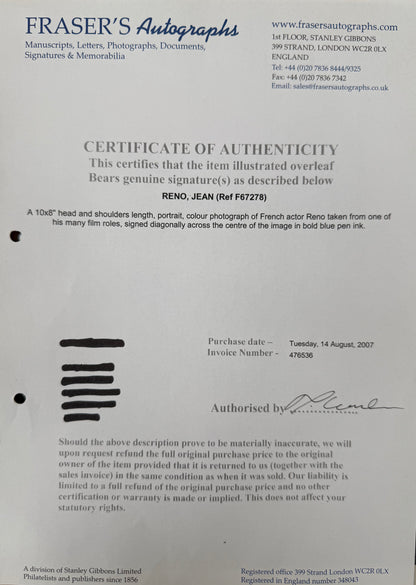 FRASER'S Autographs
Manuscripts, Letters, Photographs, Documents,
Signatures & Memorabilia
www.frasersautographs.com
1st FLOOR, STANLEY GIBBONS
399 STRAND, LONDON WC2R 0LX
ENGLAND
Tel: +44 (0)20 7836 8444/9325
Fax: +44 (0)20 7836 7342
Email: sales@frasersautographs.co.uk
CERTIFICATE OF AUTHENTICITY
This certifies that the item illustrated overleaf
Bears genuine signature(s) as described below
RENO, JEAN (Ref F67278)
A 10x8" head and shoulders length, portrait, colour photograph of French actor Reno taken from one of
his many film roles, signed diagonally across the centre of the image in bold blue pen ink.
Purchase date – Tuesday, 14 August, 2007
Invoice Number - 476536
Authorised by
Should the above description prove to be materially inaccurate, we will
upon request refund the full original purchase price to the original
owner of the item provided that it is returned to us (together with the
sales invoice) in the same condition as when it was sold. Our liability is
limited to a full refund of the original purchase price and no other
certification or warranty is made or implied. This does not affect your
statutory rights.
A division of Stanley Gibbons Limited
Philatelists and publishers since 1856
Registered office 399 Strand London WC2R 0LX
Registered in England number 348043